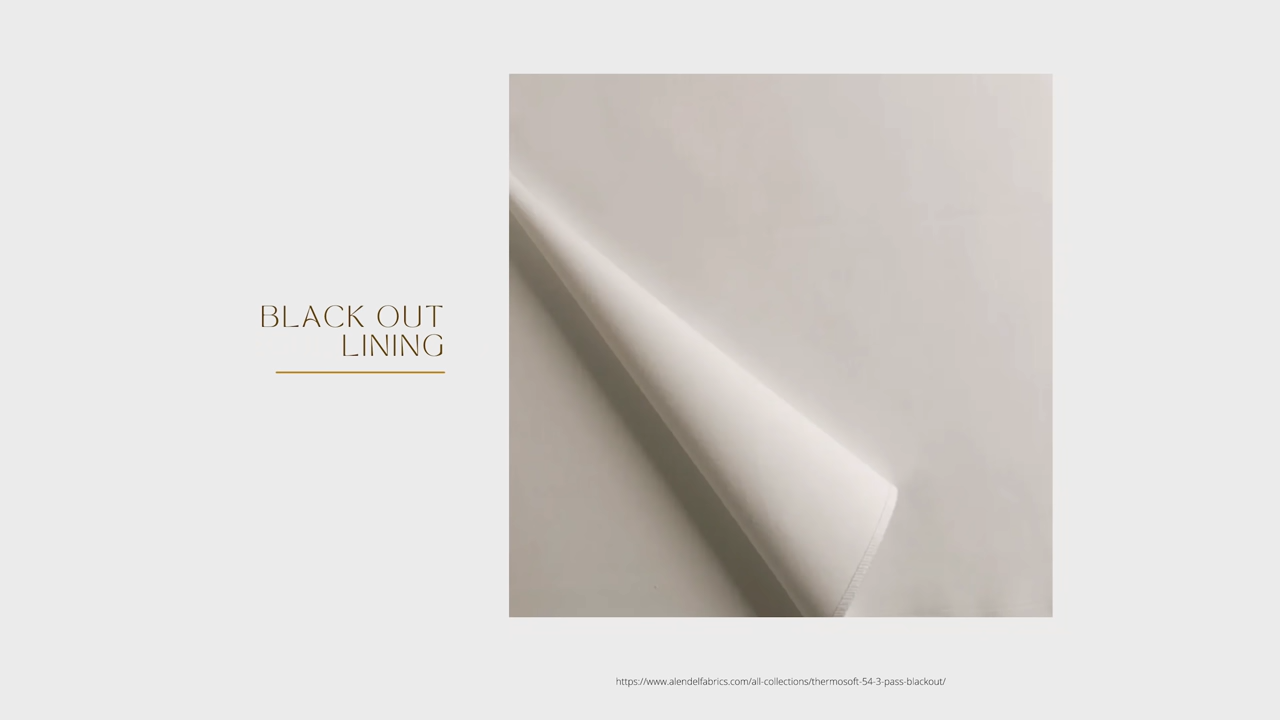 BLACK OUT
LINING
https://www.alendelfabrics.com/all-collections/thermosoft-54-3-pass-blackout/